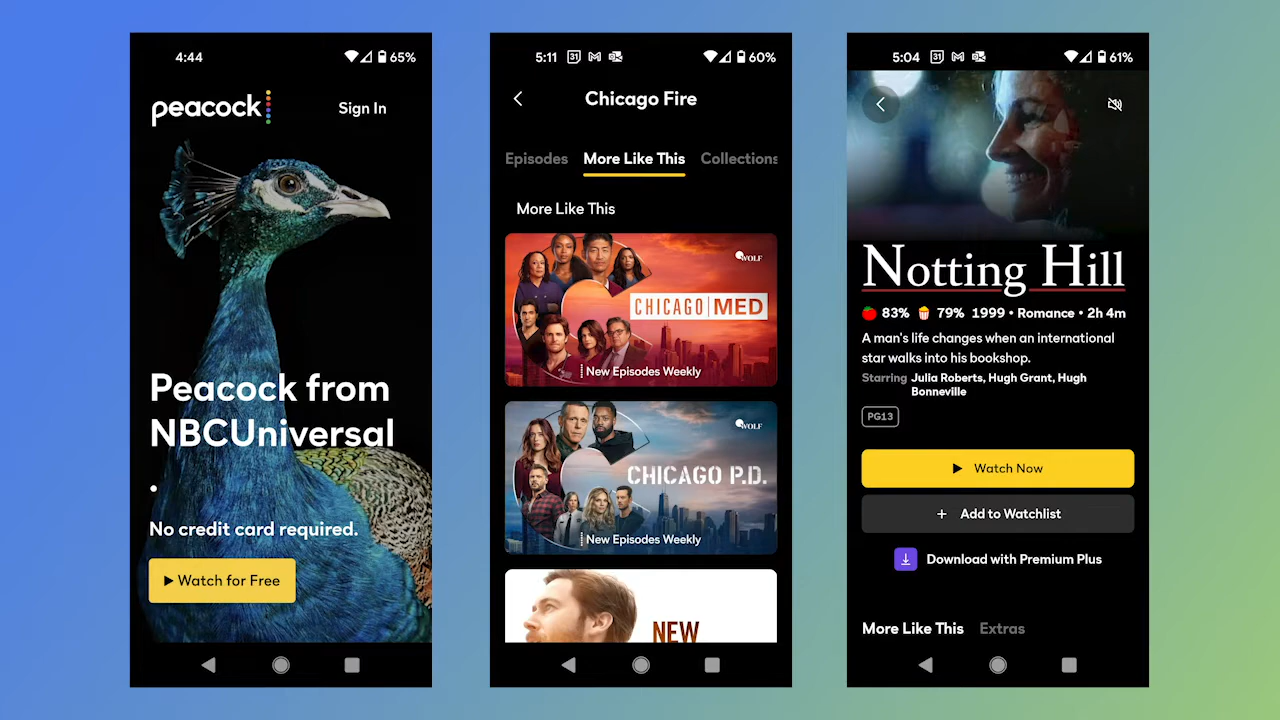 4:44
65%
peacock
Sign In
Peacock from
NBCUniversal
.
No credit card required.
Watch for Free
5:11
31
60%
Chicago Fire
Episodes More Like This Collections
More Like This
WOLF
CHICAGO MED
New Episodes Weekly
WOLF
CHICAGO P.D.
New Episodes Weekly
NEW
5:04
31
61%
Notting Hill
83% 79% 1999 • Romance • 2h 4m
A man's life changes when an international
star walks into his bookshop.
Starring Julia Roberts, Hugh Grant, Hugh
Bonneville
PG13
Watch Now
+ Add to Watchlist
Download with Premium Plus
More Like This Extras